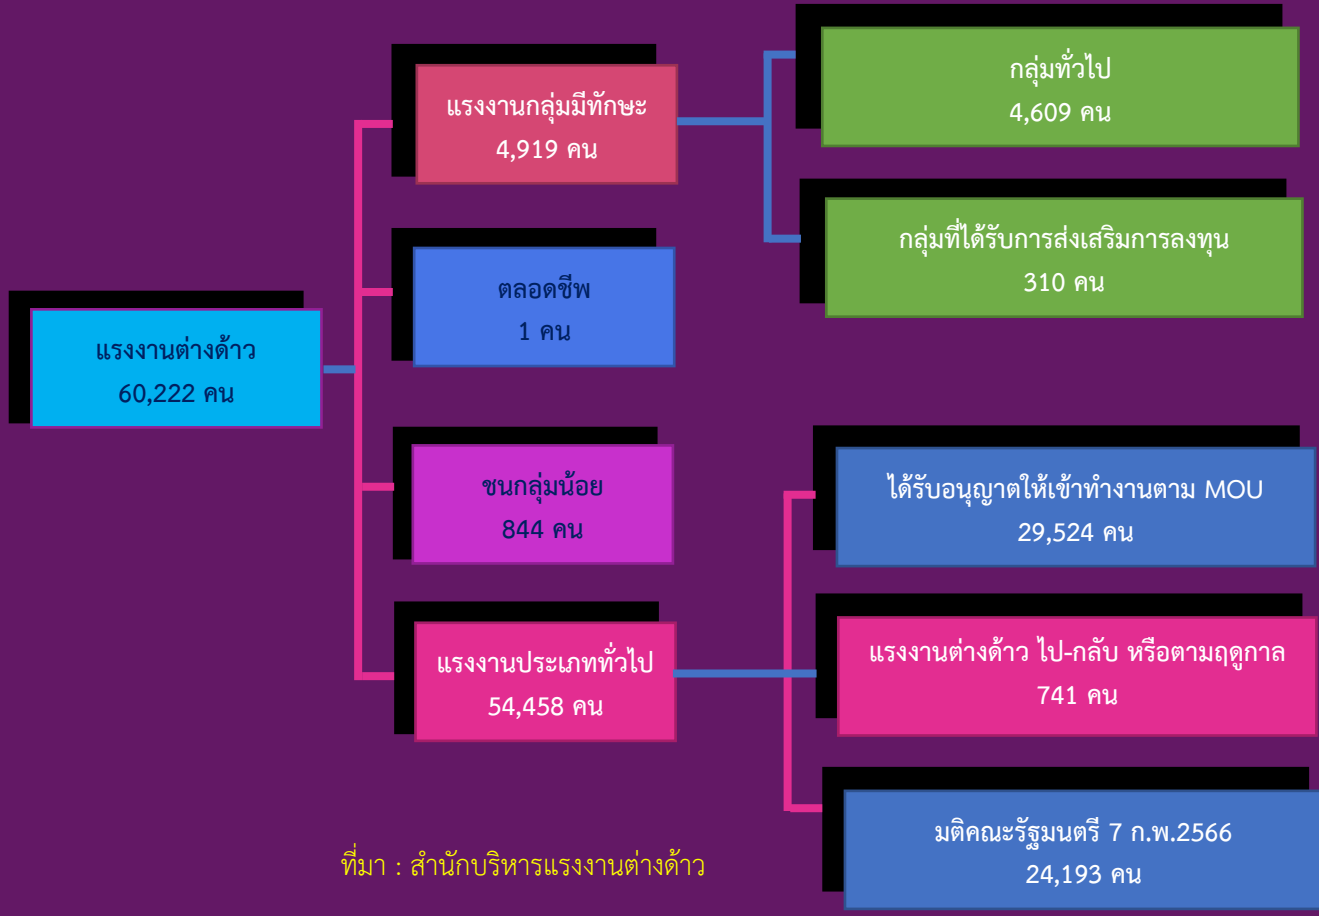 แรงงานต่างด้าว
60,222 คน
แรงงานกลุ่มมีทักษะ
4,919 คน
กลุ่มทั่วไป
4,609 คน
กลุ่มที่ได้รับการส่งเสริมการลงทุน
310 คน
ตลอดชีพ
1 คน
ชนกลุ่มน้อย
844 คน
แรงงานประเภททั่วไป
54,458 คน
ได้รับอนุญาตให้เข้าทำงานตาม MOU
29,524 คน
แรงงานต่างด้าว ไป-กลับ หรือตามฤดูกาล
741 คน
มติคณะรัฐมนตรี 7 ก.พ.2566
24,193 คน
ที่มา : สำนักบริหารแรงงานต่างด้าว